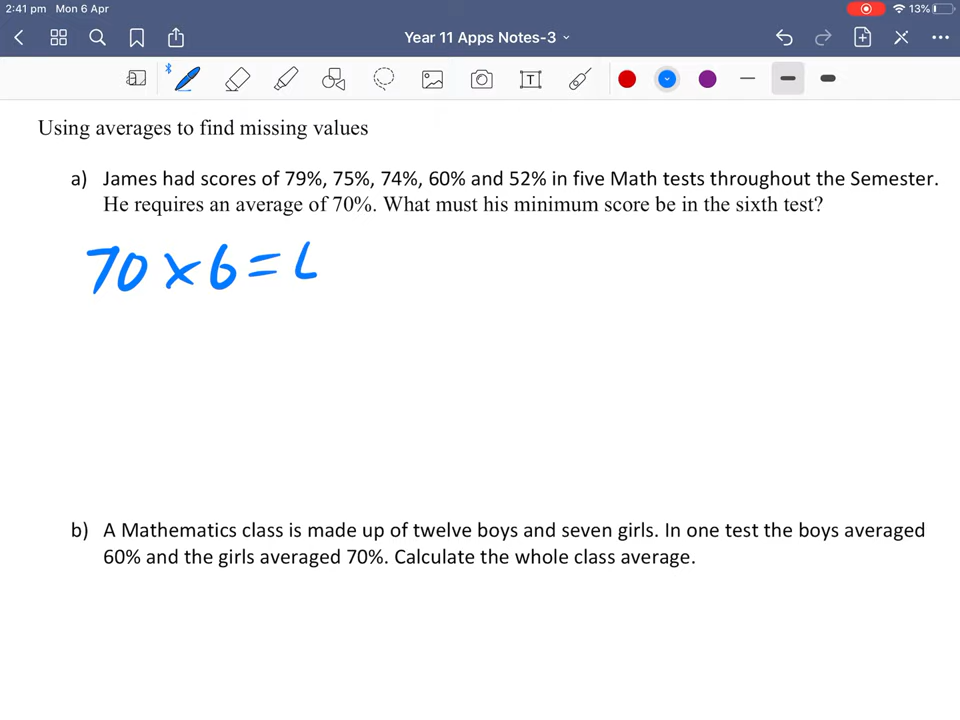 2:41 pm Mon 6 Apr 13%
Year 11 Apps Notes-3
T
Using averages to find missing values
a) James had scores of 79%, 75%, 74%, 60% and 52% in five Math tests throughout the Semester.
He requires an average of 70%. What must his minimum score be in the sixth test?
70 × 6 =
b) A Mathematics class is made up of twelve boys and seven girls. In one test the boys averaged
60% and the girls averaged 70%. Calculate the whole class average.